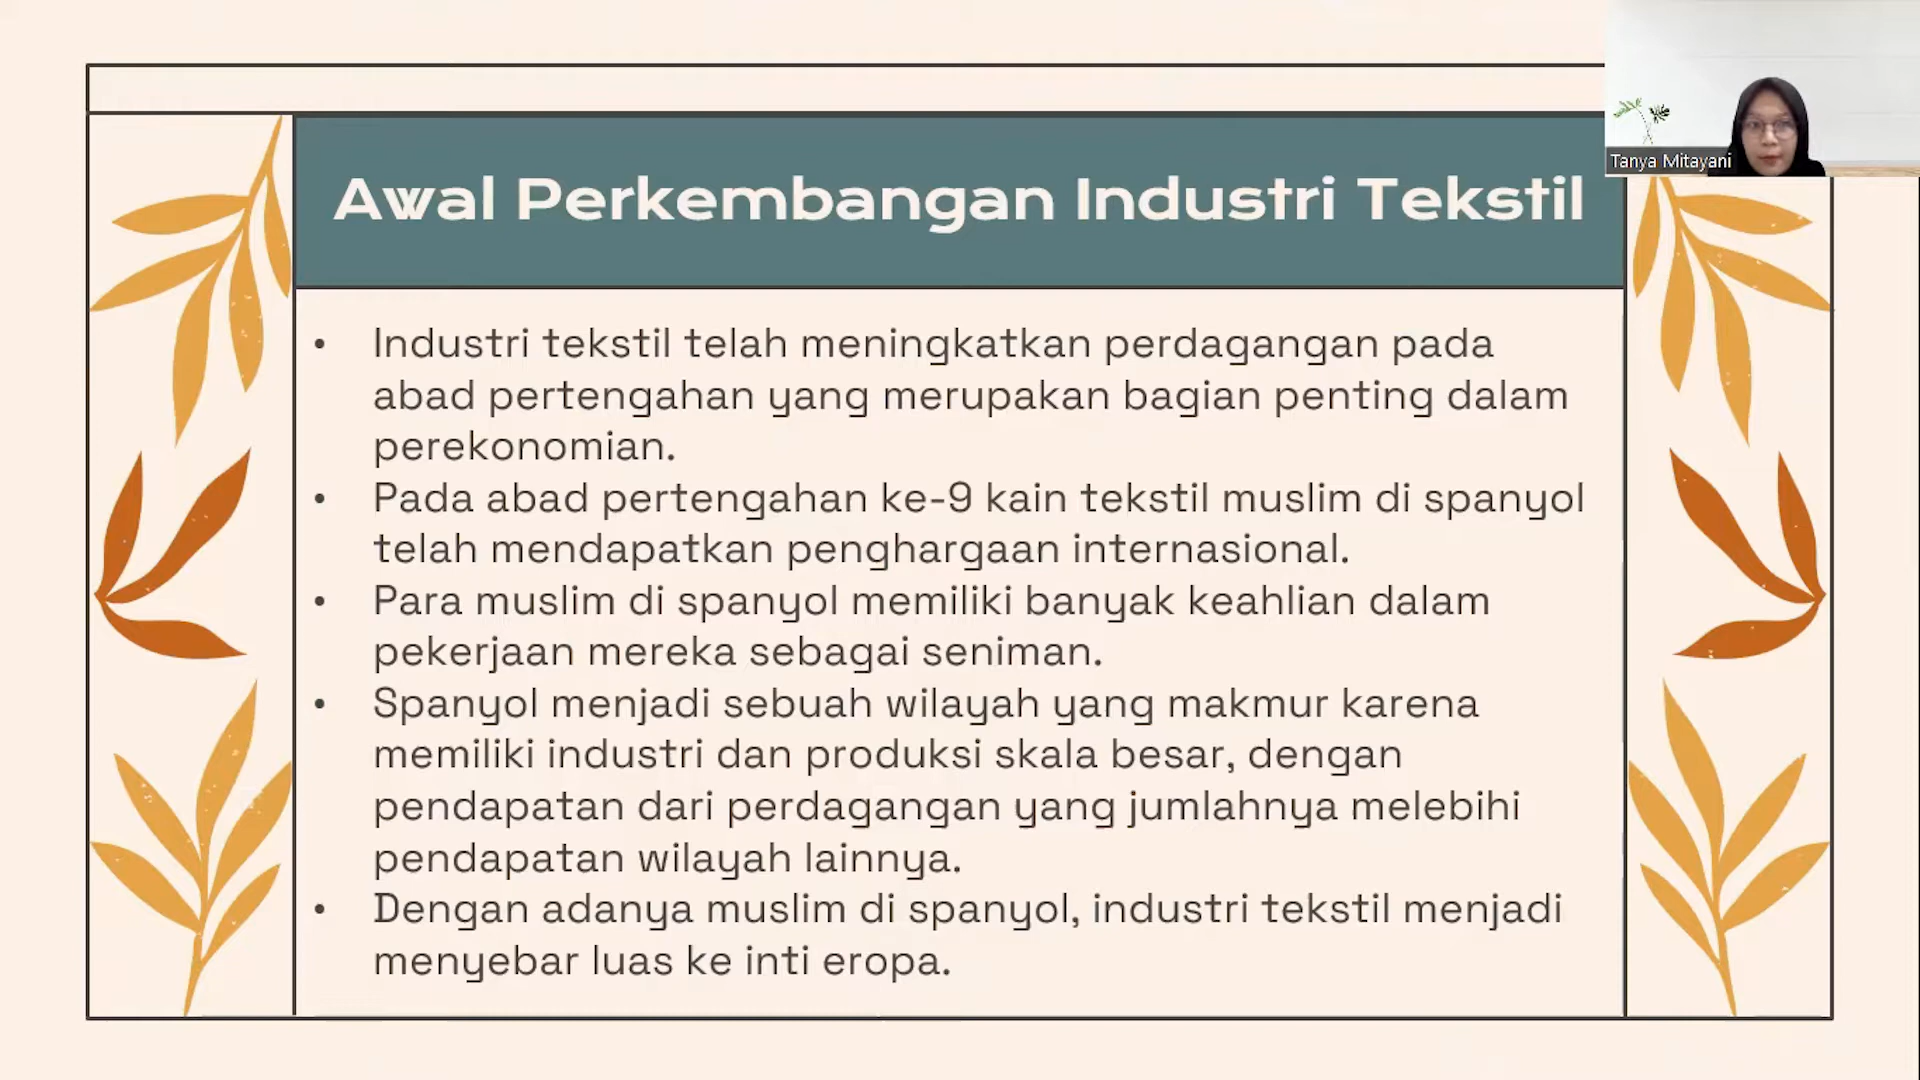 Awal Perkembangan Industri Tekstil
Tanya Mitayani
• Industri tekstil telah meningkatkan perdagangan pada
abad pertengahan yang merupakan bagian penting dalam
perekonomian.
• Pada abad pertengahan ke-9 kain tekstil muslim di spanyol
telah mendapatkan penghargaan internasional.
• Para muslim di spanyol memiliki banyak keahlian dalam
pekerjaan mereka sebagai seniman.
• Spanyol menjadi sebuah wilayah yang makmur karena
memiliki industri dan produksi skala besar, dengan
pendapatan dari perdagangan yang jumlahnya melebihi
pendapatan wilayah lainnya.
• Dengan adanya muslim di spanyol, industri tekstil menjadi
menyebar luas ke inti eropa.